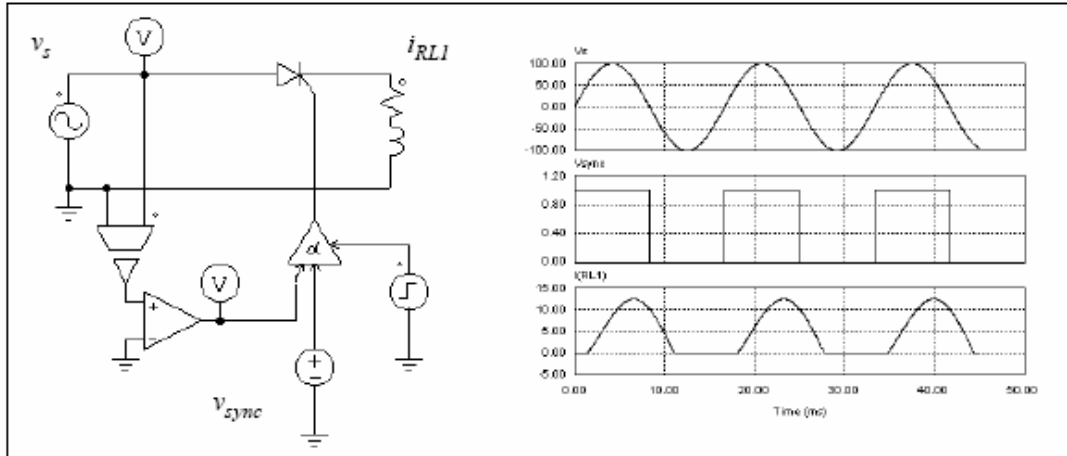 v_s
V
i_RL1
α
+
−
V
+
−
v_sync
Vs
100.00
50.00
0.00
-50.00
-100.00
Vsync
1.20
0.80
0.40
0.00
I(RL1)
15.00
10.00
5.00
0.00
-5.00
0.00 10.00 20.00 30.00 40.00 50.00
Time (ms)